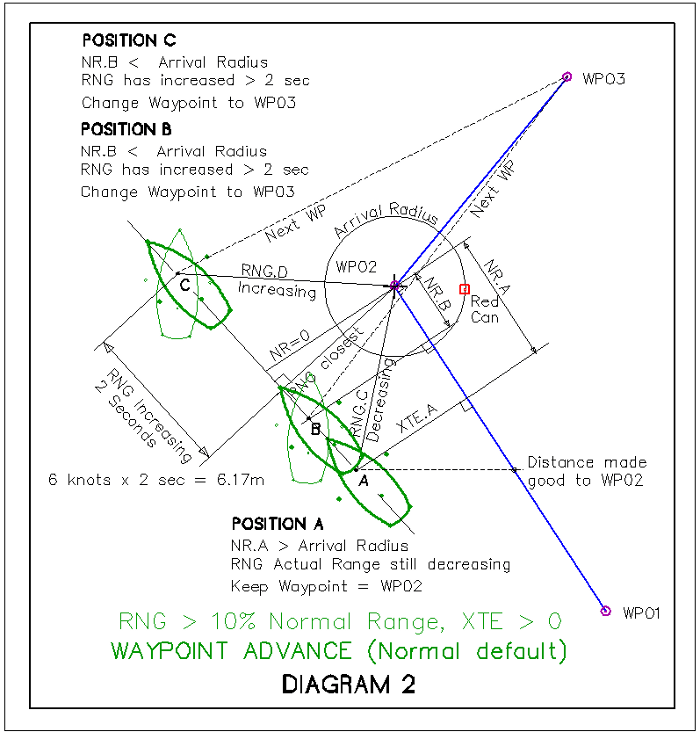 POSITION C
NR.B < Arrival Radius
RNG has increased > 2 sec
Change Waypoint to WP03
POSITION B
NR.B < Arrival Radius
RNG has increased > 2 sec
Change Waypoint to WP03
WP03
Next WP
Next WP
Arrival Radius
WP02
RNG.D
Increasing
C
NR.A
NR.B
Red
Can
NR=0
RNG closest
RNG.C
Decreasing
XTE.A
RNG Increasing
2 Seconds
B
A
Distance made
good to WP02
6 knots x 2 sec = 6.17m
POSITION A
NR.A > Arrival Radius
RNG Actual Range still decreasing
Keep Waypoint = WP02
WP01
RNG > 10% Normal Range, XTE > 0
WAYPOINT ADVANCE (Normal default)
DIAGRAM 2